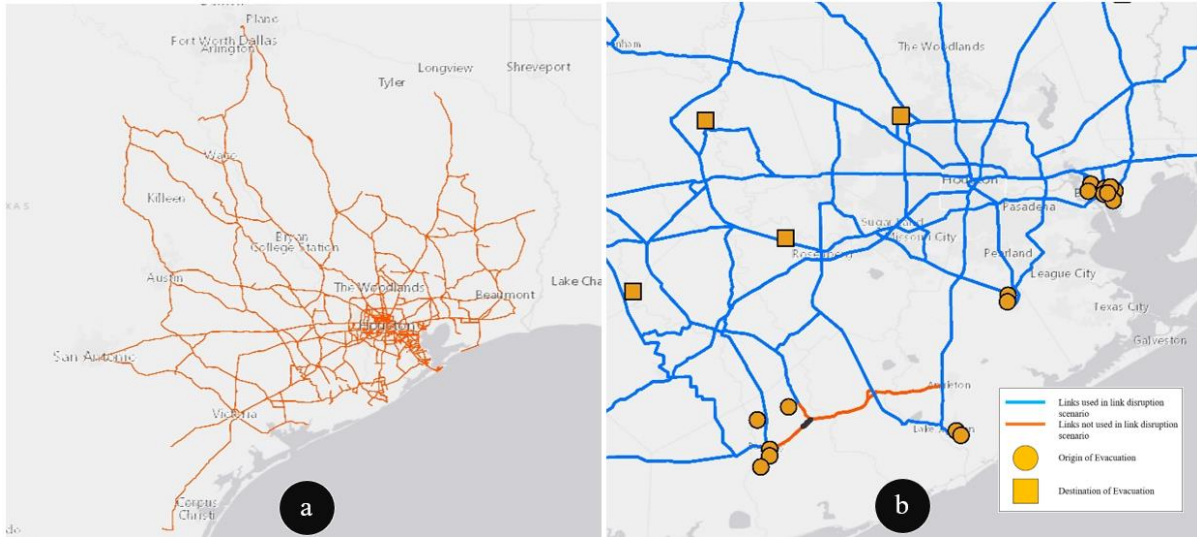 Plano
Fort Worth Dallas
Arlington
Longview
Shreveport
Tyler
Waco
Killeen
Bryan
College Station
Austin
The Woodlands
Beaumont
Lake Cha
Houston
San Antonio
Victoria
Corpus
Christi
a
nham
The Woodlands
Houston
Pasadena
Sugar Land
Missouri City
Rosenberg
Pearland
League City
Texas City
Galveston
Angleton
Lake
b
Links used in link disruption
scenario
Links not used in link disruption
scenario
Origin of Evacuation
Destination of Evacuation